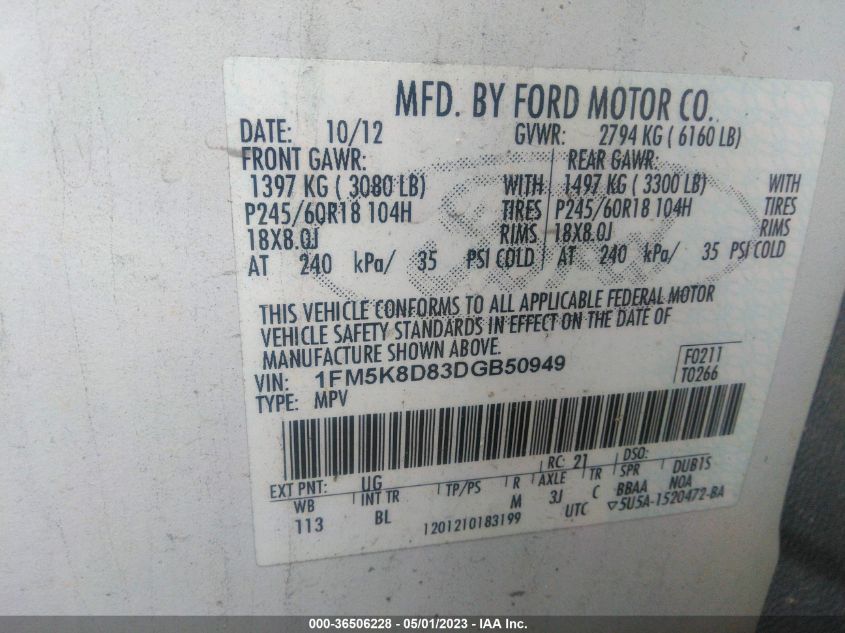 MFD. BY FORD MOTOR CO.
DATE: 10/12 GVWR: 2794 KG ( 6160 LB)
FRONT GAWR: REAR GAWR:
1397 KG ( 3080 LB) WITH 1497 KG ( 3300 LB) WITH
P245/60R18 104H TIRES P245/60R18 104H TIRES
18X8.0J RIMS 18X8.0J RIMS
AT 240 kPa/ 35 PSI COLD AT 240 kPa/ 35 PSI COLD
THIS VEHICLE CONFORMS TO ALL APPLICABLE FEDERAL MOTOR
VEHICLE SAFETY STANDARDS IN EFFECT ON THE DATE OF
MANUFACTURE SHOWN ABOVE.
VIN: 1FM5K8D83DGB50949 F0211
TYPE: MPV T0266
EXT PNT: UG RC: 21 DSO:
WB INT TR TP/PS R AXLE TR SPR DUB1S
113 BL M 3J C BBAA NOA
1201210183199 UTC ▽5U5A-1520472-BA
000-36506228 - 05/01/2023 - IAA Inc.